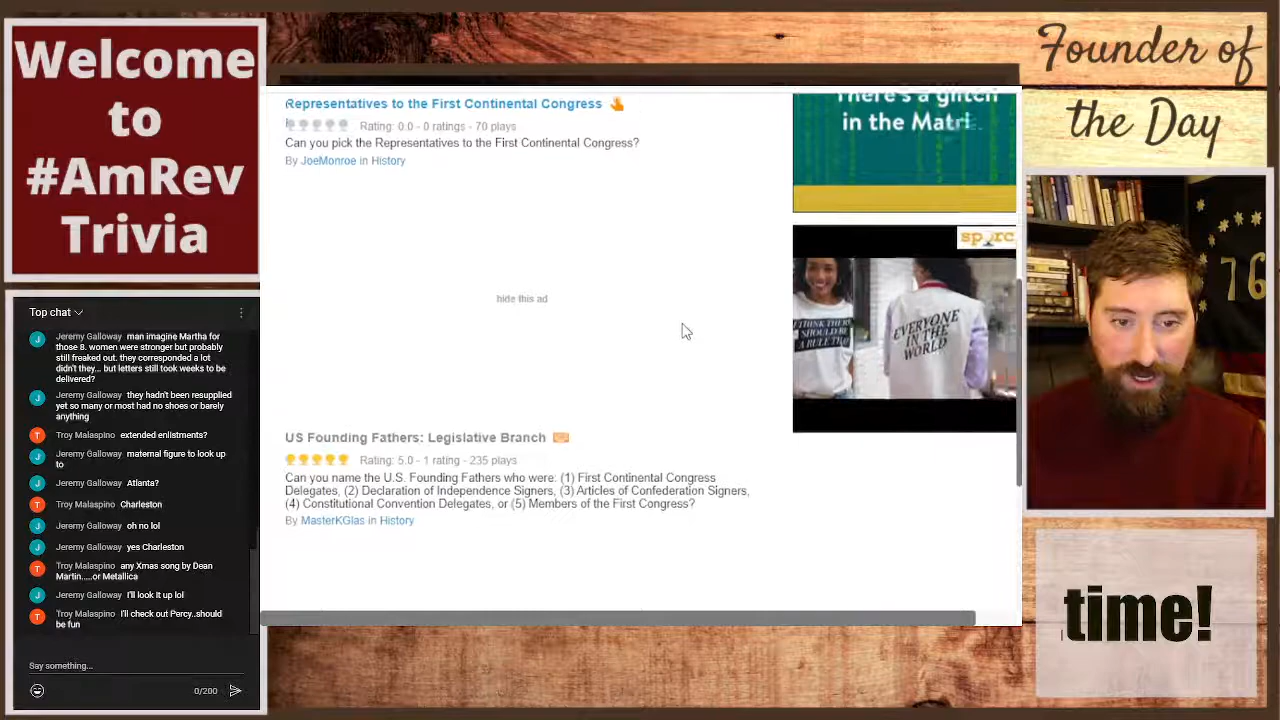 Welcome
to
#AmRev
Trivia
Top chat
Jeremy Galloway man imagine Martha for
those 8. women were stronger but probably
still freaked out. they corresponded a lot
didn't they... but letters still took weeks to be
delivered?
Jeremy Galloway they hadn't been resupplied
yet so many or most had no shoes or barely
anything
Troy Malaspino extended enlistments?
Jeremy Galloway maternal figure to look up
to
Jeremy Galloway Atlanta?
Troy Malaspino Charleston
Jeremy Galloway oh no lol
Jeremy Galloway yes Charleston
Troy Malaspino any Xmas song by Dean
Martin.....or Metallica
Jeremy Galloway I'll look it up lol
Troy Malaspino I'll check out Percy..should
be fun
Say something...
0/200
Representatives to the First Continental Congress
Rating: 0.0 - 0 ratings - 70 plays
Can you pick the Representatives to the First Continental Congress?
By JoeMonroe in History
hide this ad
US Founding Fathers: Legislative Branch
Rating: 5.0 - 1 rating - 235 plays
Can you name the U.S. Founding Fathers who were: (1) First Continental Congress
Delegates, (2) Declaration of Independence Signers, (3) Articles of Confederation Signers,
(4) Constitutional Convention Delegates, or (5) Members of the First Congress?
By MasterKGlas in History
There's a glitch
in the Matri
I THINK THERE
SHOULD BE
A RULE THAT
EVERYONE
IN THE
WORLD
Founder of
the Day
76
time!